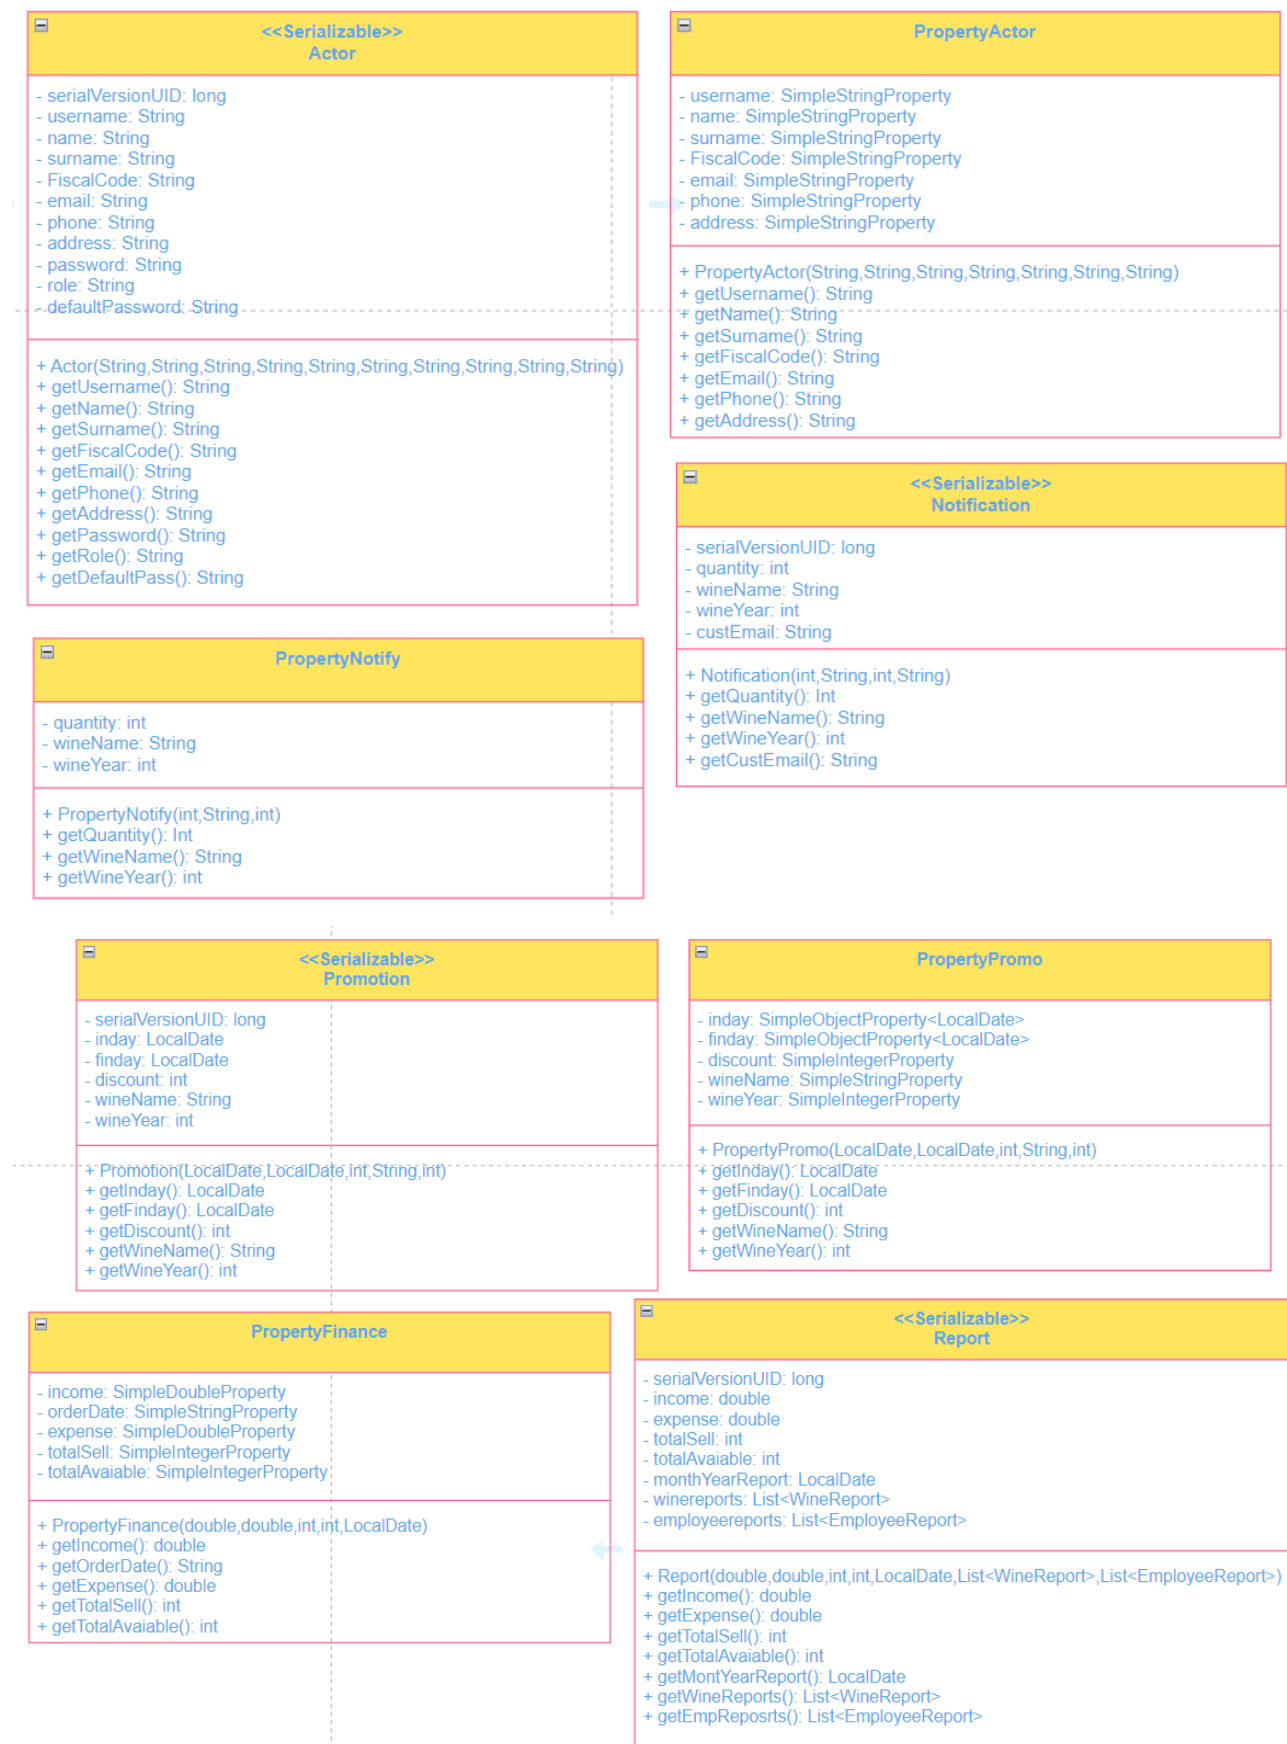 <<Serializable>>
Actor
- serialVersionUID: long
- username: String
- name: String
- surname: String
- FiscalCode: String
- email: String
- phone: String
- address: String
- password: String
- role: String
- defaultPassword: String
+ Actor(String,String,String,String,String,String,String,String,String,String)
+ getUsername(): String
+ getName(): String
+ getSurname(): String
+ getFiscalCode(): String
+ getEmail(): String
+ getPhone(): String
+ getAddress(): String
+ getPassword(): String
+ getRole(): String
+ getDefaultPass(): String
PropertyActor
- username: SimpleStringProperty
- name: SimpleStringProperty
- surname: SimpleStringProperty
- FiscalCode: SimpleStringProperty
- email: SimpleStringProperty
- phone: SimpleStringProperty
- address: SimpleStringProperty
+ PropertyActor(String,String,String,String,String,String,String)
+ getUsername(): String
+ getName(): String
+ getSurname(): String
+ getFiscalCode(): String
+ getEmail(): String
+ getPhone(): String
+ getAddress(): String
<<Serializable>>
Notification
- serialVersionUID: long
- quantity: int
- wineName: String
- wineYear: int
- custEmail: String
+ Notification(int,String,int,String)
+ getQuantity(): Int
+ getWineName(): String
+ getWineYear(): int
+ getCustEmail(): String
PropertyNotify
- quantity: int
- wineName: String
- wineYear: int
+ PropertyNotify(int,String,int)
+ getQuantity(): Int
+ getWineName(): String
+ getWineYear(): int
<<Serializable>>
Promotion
- serialVersionUID: long
- inday: LocalDate
- finday: LocalDate
- discount: int
- wineName: String
- wineYear: int
+ Promotion(LocalDate,LocalDate,int,String,int)
+ getInday(): LocalDate
+ getFinday(): LocalDate
+ getDiscount(): int
+ getWineName(): String
+ getWineYear(): int
PropertyPromo
- inday: SimpleObjectProperty<LocalDate>
- finday: SimpleObjectProperty<LocalDate>
- discount: SimpleIntegerProperty
- wineName: SimpleStringProperty
- wineYear: SimpleIntegerProperty
+ PropertyPromo(LocalDate,LocalDate,int,String,int)
+ getInday(): LocalDate
+ getFinday(): LocalDate
+ getDiscount(): int
+ getWineName(): String
+ getWineYear(): int
PropertyFinance
- income: SimpleDoubleProperty
- orderDate: SimpleStringProperty
- expense: SimpleDoubleProperty
- totalSell: SimpleIntegerProperty
- totalAvaiable: SimpleIntegerProperty
+ PropertyFinance(double,double,int,int,LocalDate)
+ getIncome(): double
+ getOrderDate(): String
+ getExpense(): double
+ getTotalSell(): int
+ getTotalAvaiable(): int
<<Serializable>>
Report
- serialVersionUID: long
- income: double
- expense: double
- totalSell: int
- totalAvaiable: int
- monthYearReport: LocalDate
- winereports: List<WineReport>
- employeereports: List<EmployeeReport>
+ Report(double,double,int,int,LocalDate,List<WineReport>,List<EmployeeReport>)
+ getIncome(): double
+ getExpense(): double
+ getTotalSell(): int
+ getTotalAvaiable(): int
+ getMontYearReport(): LocalDate
+ getWineReports(): List<WineReport>
+ getEmpReposrts(): List<EmployeeReport>